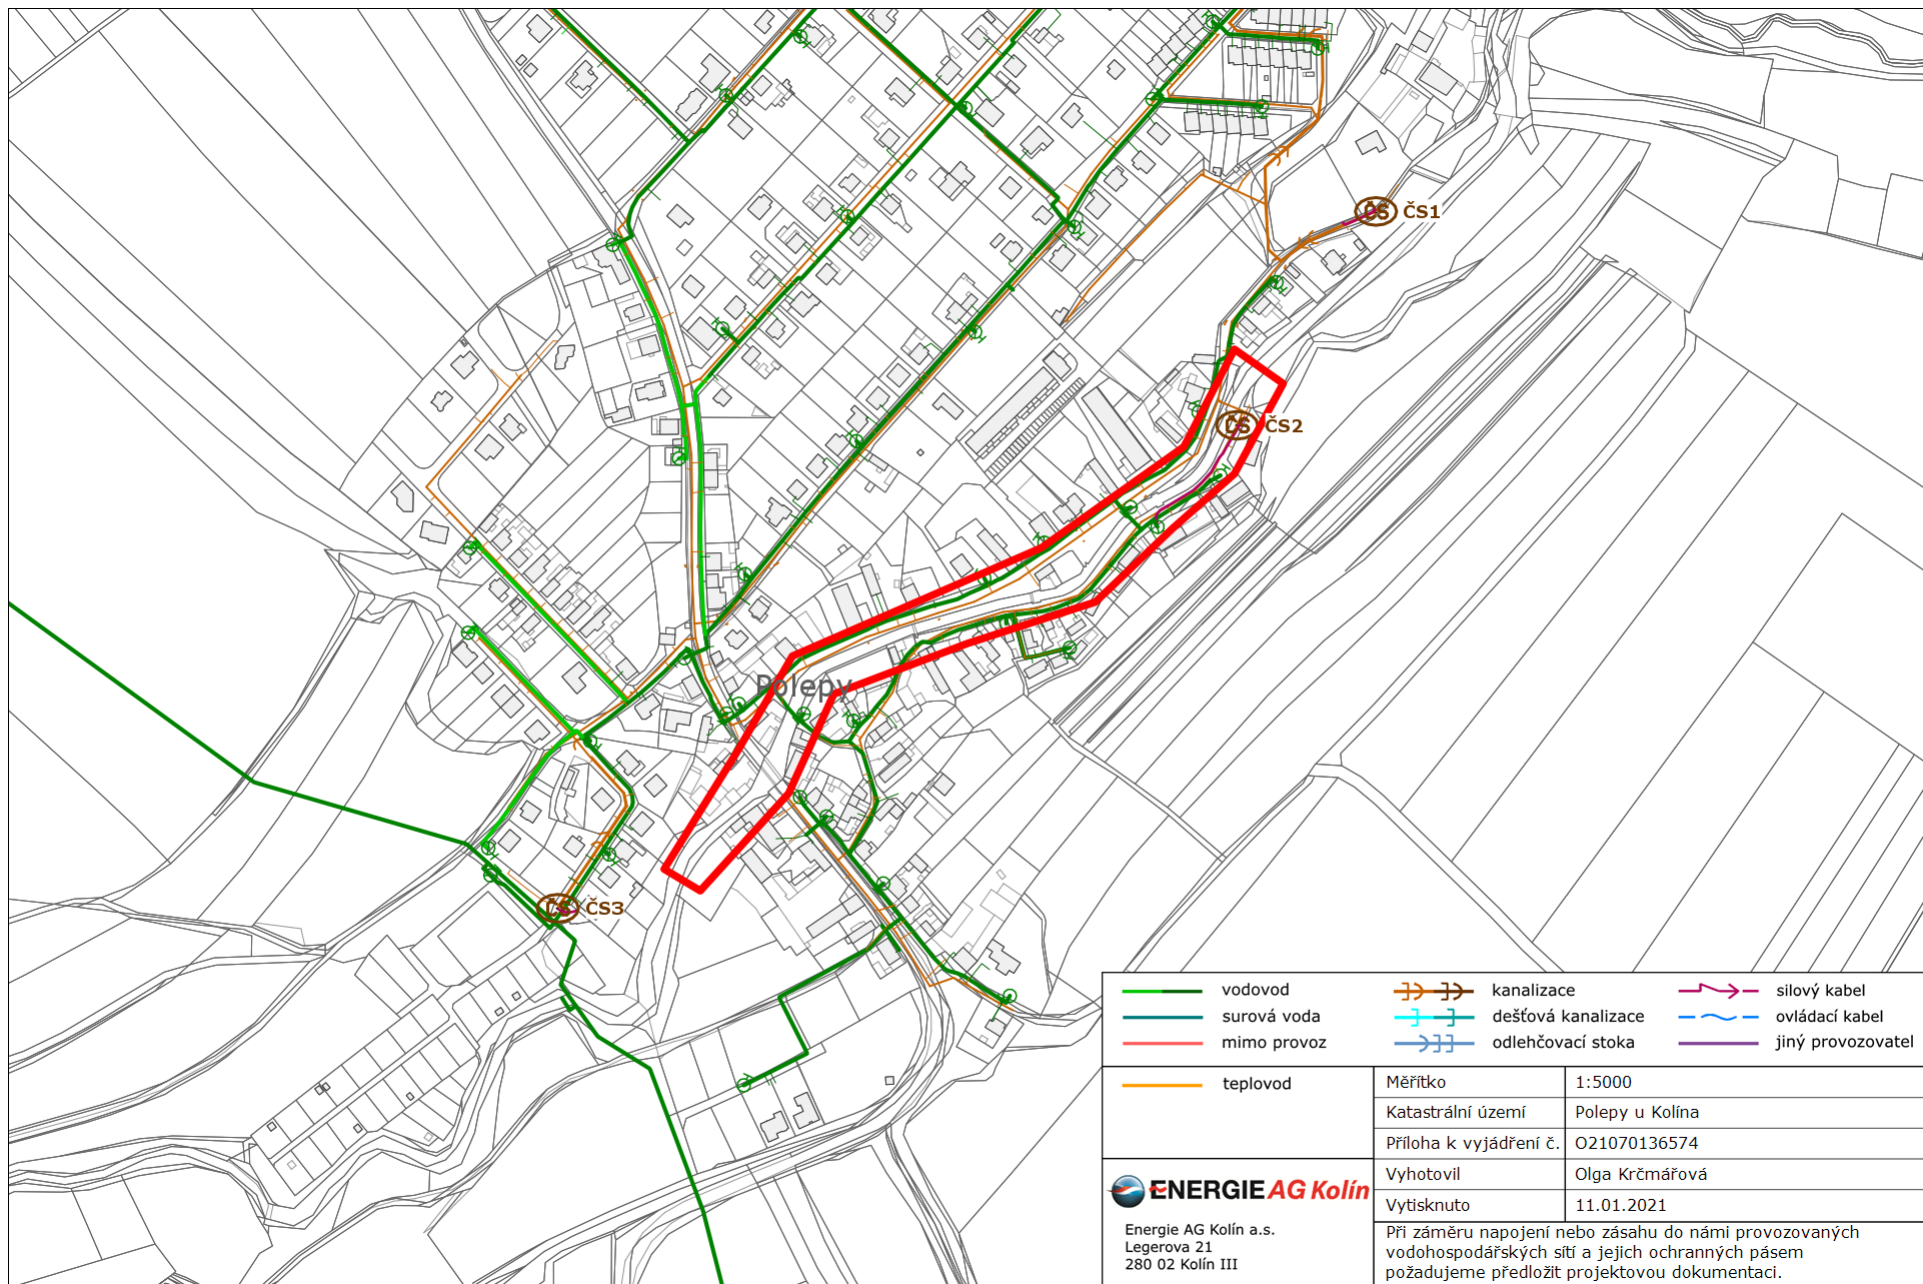 ČS ČS1
ČS ČS2
Polepy
ČS ČS3
vodovod
surová voda
mimo provoz
kanalizace
dešťová kanalizace
odlehčovací stoka
silový kabel
ovládací kabel
jiný provozovatel
teplovod
Měřítko 1:5000
Katastrální území Polepy u Kolína
Příloha k vyjádření č. O21070136574
Vyhotovil Olga Krčmářová
Vytisknuto 11.01.2021
ENERGIE AG Kolín
Energie AG Kolín a.s.
Legerova 21
280 02 Kolín III
Při záměru napojení nebo zásahu do námi provozovaných
vodohospodářských sítí a jejich ochranných pásem
požadujeme předložit projektovou dokumentaci.